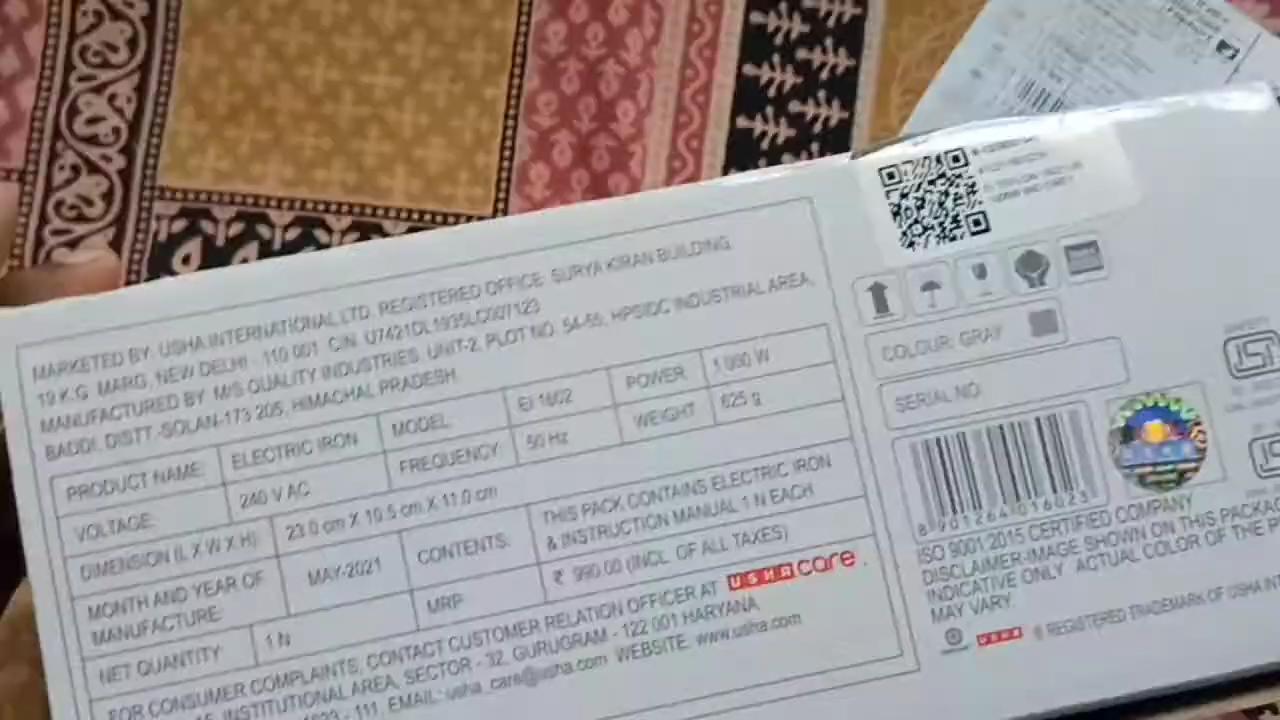 MARKETED BY: USHA INTERNATIONAL LTD. REGISTERED OFFICE: SURYA KIRAN BUILDING
19 K.G. MARG, NEW DELHI - 110 001 CIN. U7421DL1935LC007123
MANUFACTURED BY: M/S QUALITY INDUSTRIES, UNIT-2, PLOT NO. 54-55, HPSIDC INDUSTRIAL AREA,
BADDI, DISTT -SOLAN-173 205, HIMACHAL PRADESH.
PRODUCT NAME: ELECTRIC IRON MODEL EI 1602 POWER 1 000 W
VOLTAGE: 240 V AC FREQUENCY 50 Hz WEIGHT 625 g
DIMENSION (L X W X H): 23.0 cm X 10.5 cm X 11.0 cm
MONTH AND YEAR OF MANUFACTURE: MAY-2021 CONTENTS: THIS PACK CONTAINS ELECTRIC IRON
& INSTRUCTION MANUAL 1 N EACH
NET QUANTITY 1 N MRP ₹ 990.00 (INCL. OF ALL TAXES)
FOR CONSUMER COMPLAINTS, CONTACT CUSTOMER RELATION OFFICER AT USHA care
INSTITUTIONAL AREA, SECTOR - 32, GURUGRAM - 122 001 HARYANA
- 111, EMAIL: usha_care@usha.com WEBSITE: www.usha.com
COLOUR: GRAY
SERIAL NO.
8 901264 016023
ISO 9001:2015 CERTIFIED COMPANY
DISCLAIMER-IMAGE SHOWN ON THIS
INDICATIVE ONLY. ACTUAL COLOR OF THE
MAY VARY.
USHA ® REGISTERED TRADEMARK OF USHA